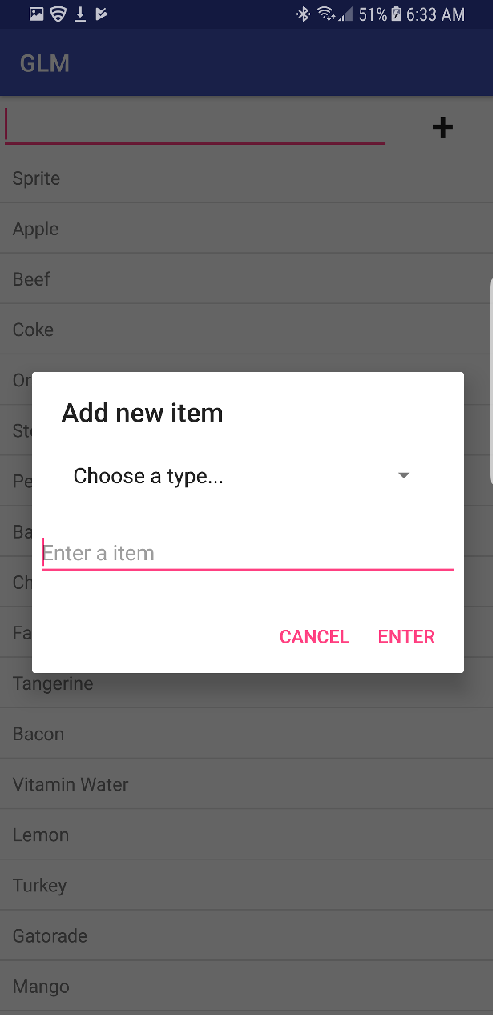 51% 6:33 AM
GLM
Sprite
Apple
Beef
Coke
Or
Ste
Pe
Ba
Ch
Fa
Add new item
Choose a type...
Enter a item
CANCEL ENTER
Tangerine
Bacon
Vitamin Water
Lemon
Turkey
Gatorade
Mango